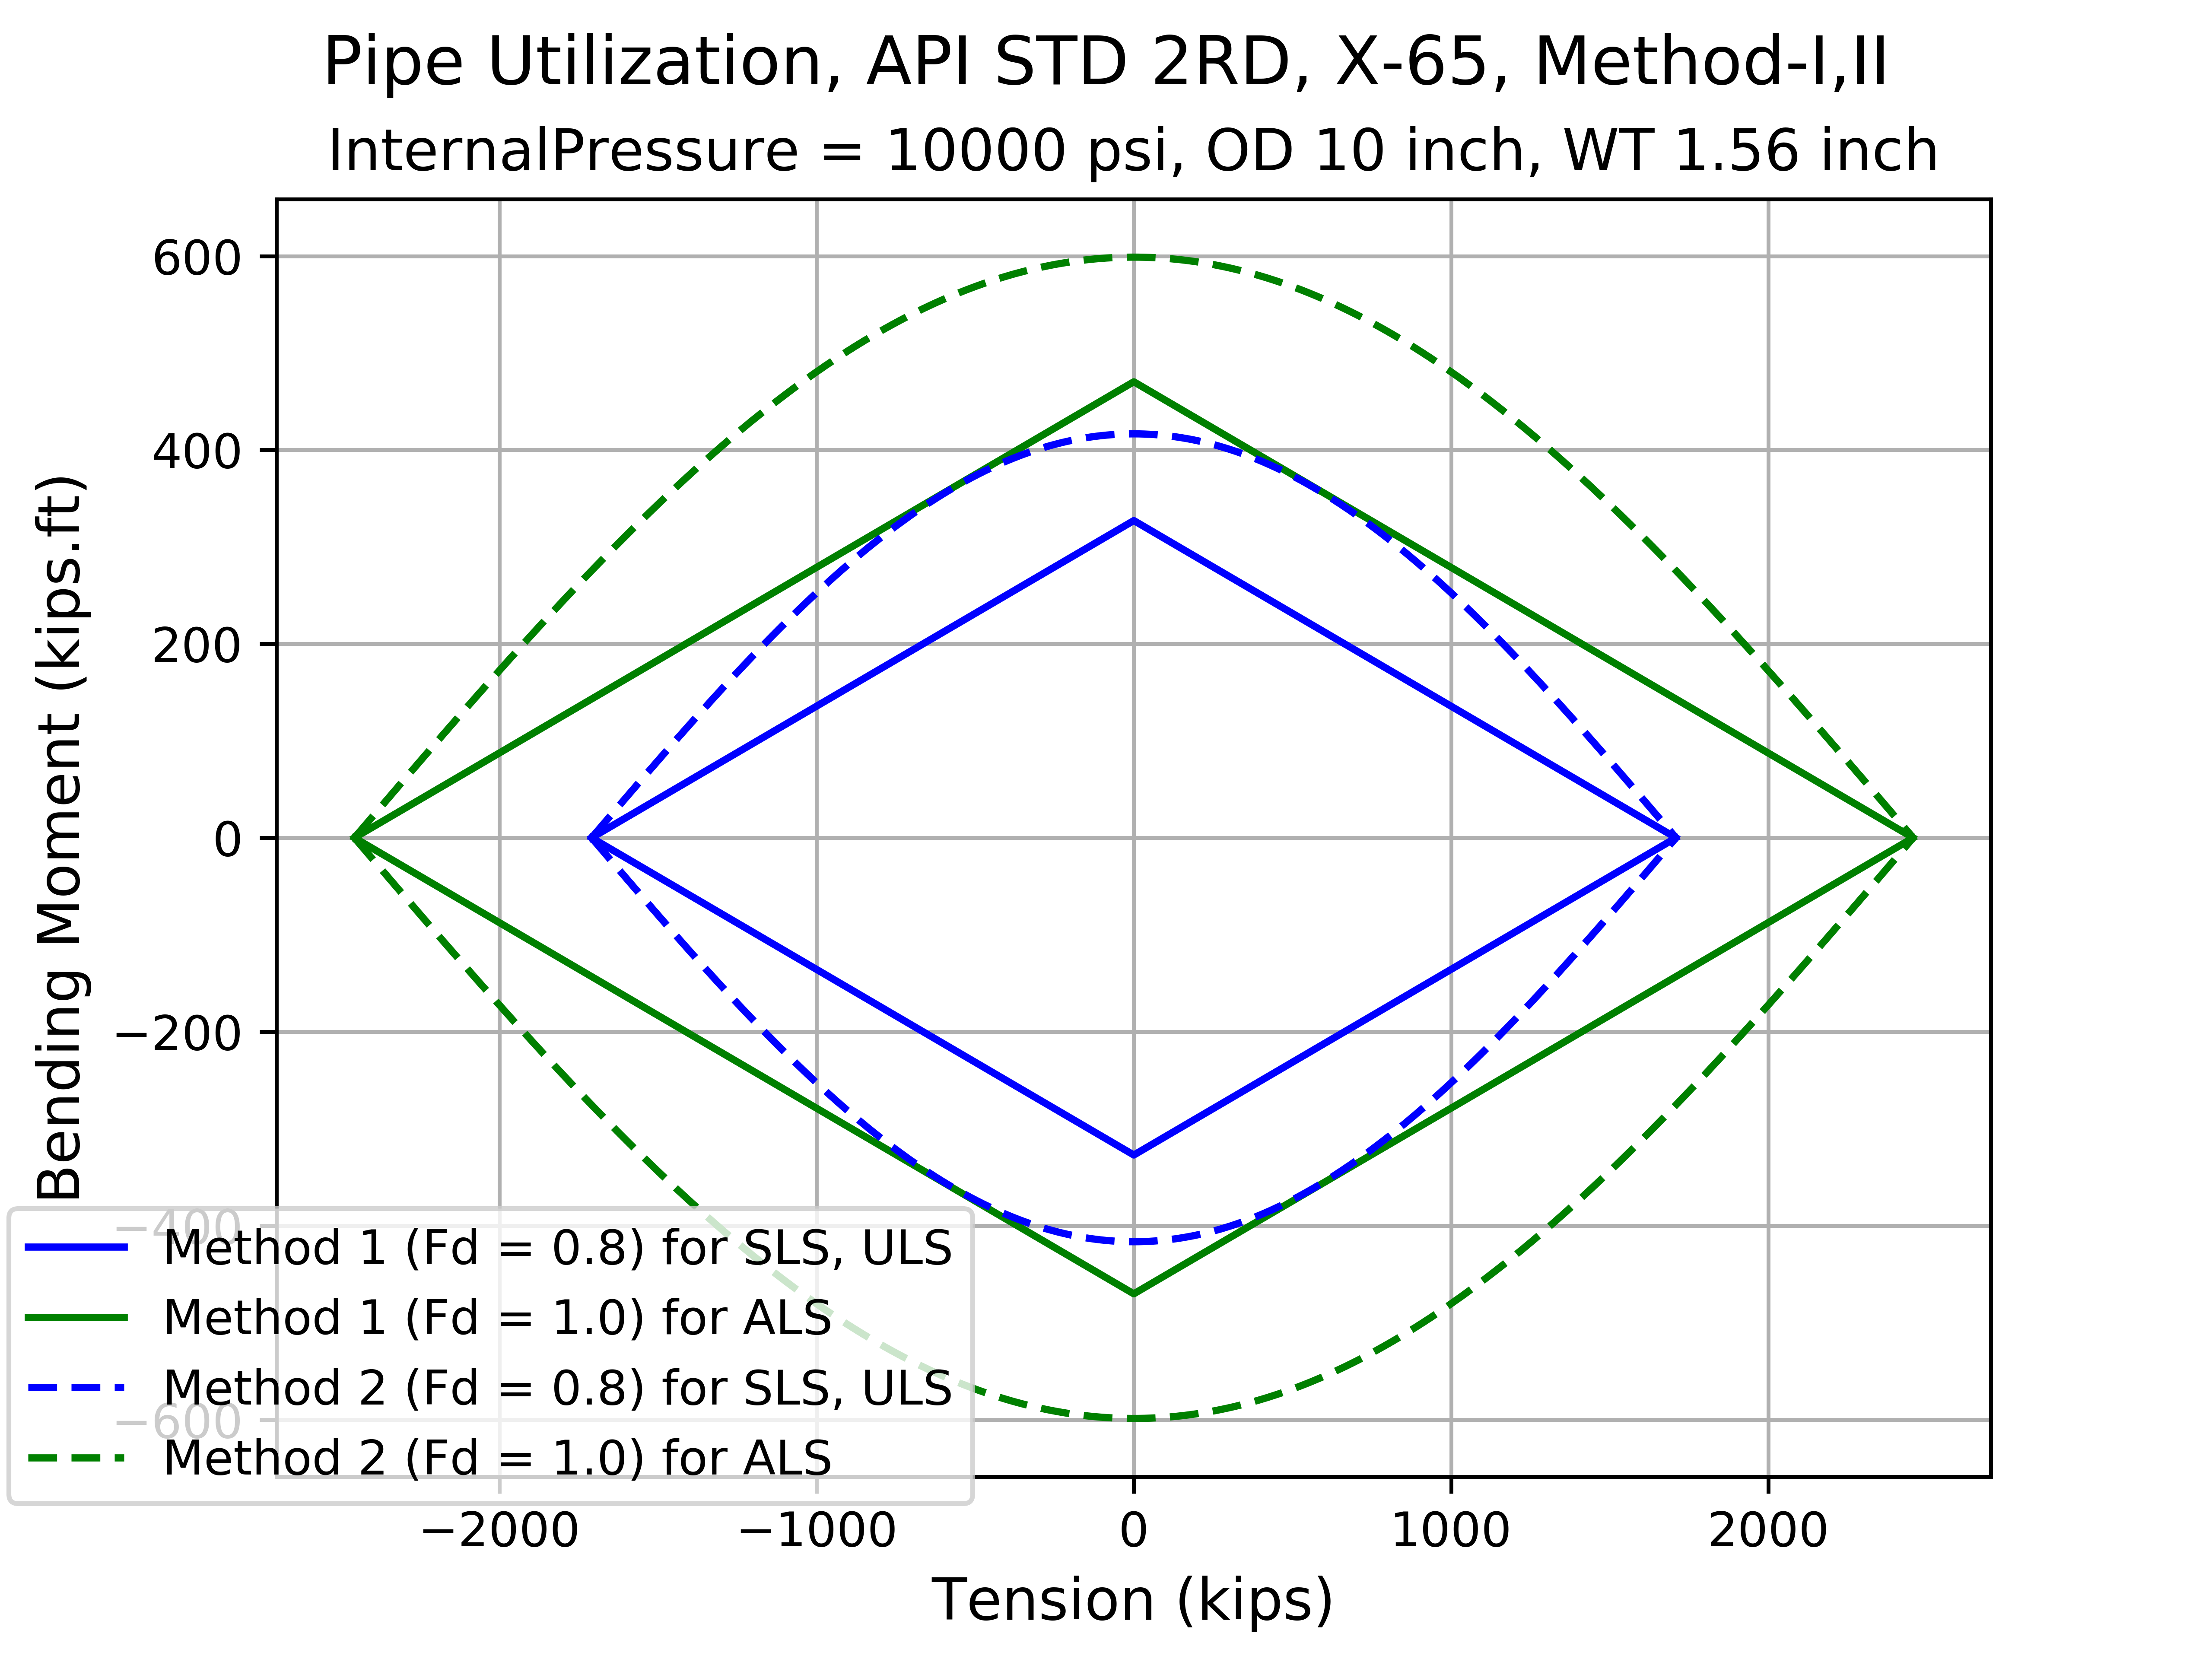 Pipe Utilization, API STD 2RD, X-65, Method-I,II
InternalPressure = 10000 psi, OD 10 inch, WT 1.56 inch
Bending Moment (kips.ft)
600
400
200
0
−200
−400
−600
Method 1 (Fd = 0.8) for SLS, ULS
Method 1 (Fd = 1.0) for ALS
Method 2 (Fd = 0.8) for SLS, ULS
Method 2 (Fd = 1.0) for ALS
−2000 −1000 0 1000 2000
Tension (kips)